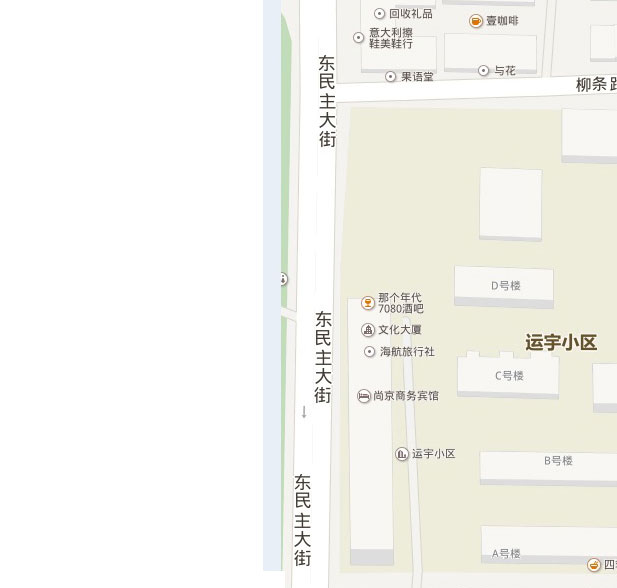 回收礼品
壹咖啡
意大利擦
鞋美鞋行
果语堂
与花
柳条路
东民主大街
D号楼
那个年代
7080酒吧
文化大厦
海航旅行社
运宇小区
东民主大街
C号楼
尚京商务宾馆
运宇小区
B号楼
东民主大街
A号楼
四